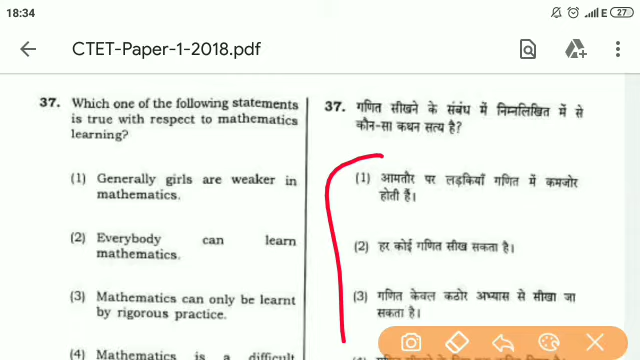 18:34
E 27
CTET-Paper-1-2018.pdf
37. Which one of the following statements
is true with respect to mathematics
learning?
(1) Generally girls are weaker in
mathematics.
(2) Everybody can learn
mathematics.
(3) Mathematics can only be learnt
by rigorous practice.
(4) Mathematics is a difficult
37. गणित सीखने के संबंध में निम्नलिखित में से
कौन-सा कथन सत्य है?
(1) आमतौर पर लड़कियाँ गणित में कमजोर
होती हैं।
(2) हर कोई गणित सीख सकता है।
(3) गणित केवल कठोर अभ्यास से सीखा जा
सकता है।